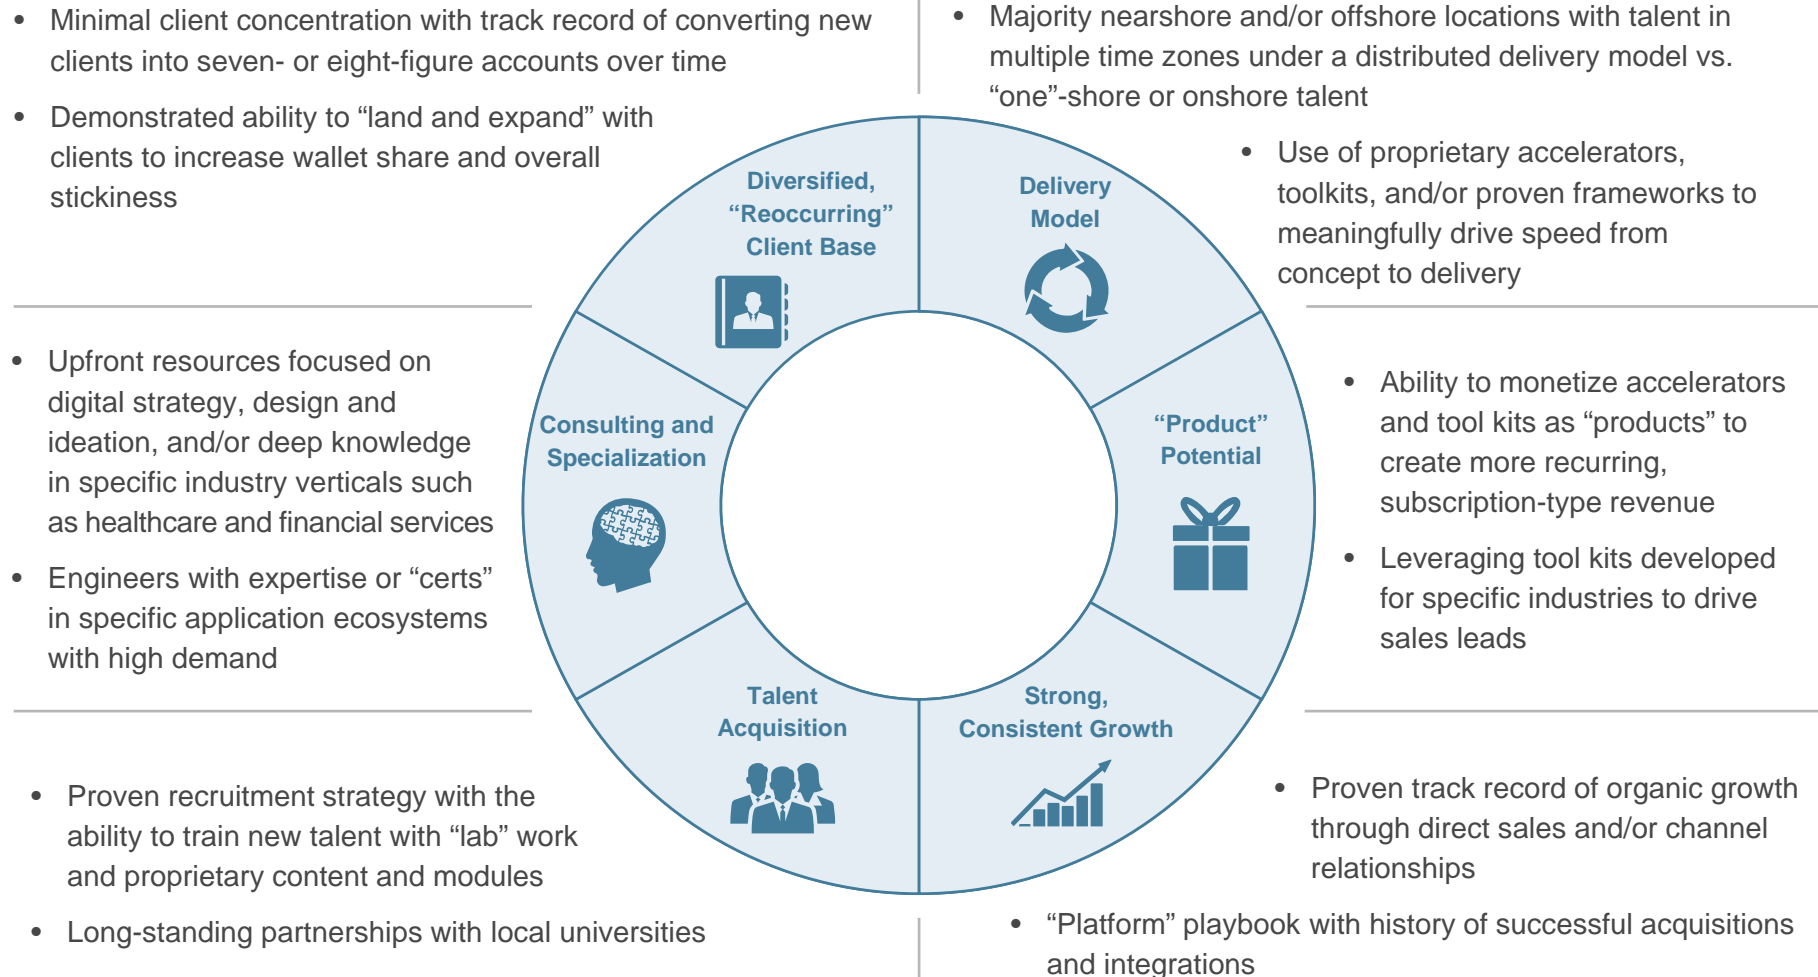 • Minimal client concentration with track record of converting new
clients into seven- or eight-figure accounts over time
• Demonstrated ability to “land and expand” with
clients to increase wallet share and overall
stickiness
• Majority nearshore and/or offshore locations with talent in
multiple time zones under a distributed delivery model vs.
“one”-shore or onshore talent
• Use of proprietary accelerators,
toolkits, and/or proven frameworks to
meaningfully drive speed from
concept to delivery
Diversified,
“Reoccurring”
Client Base
Delivery
Model
• Upfront resources focused on
digital strategy, design and
ideation, and/or deep knowledge
in specific industry verticals such
as healthcare and financial services
• Engineers with expertise or “certs”
in specific application ecosystems
with high demand
Consulting and
Specialization
“Product”
Potential
• Ability to monetize accelerators
and tool kits as “products” to
create more recurring,
subscription-type revenue
• Leveraging tool kits developed
for specific industries to drive
sales leads
Talent
Acquisition
Strong,
Consistent Growth
• Proven recruitment strategy with the
ability to train new talent with “lab” work
and proprietary content and modules
• Long-standing partnerships with local universities
• Proven track record of organic growth
through direct sales and/or channel
relationships
• “Platform” playbook with history of successful acquisitions
and integrations